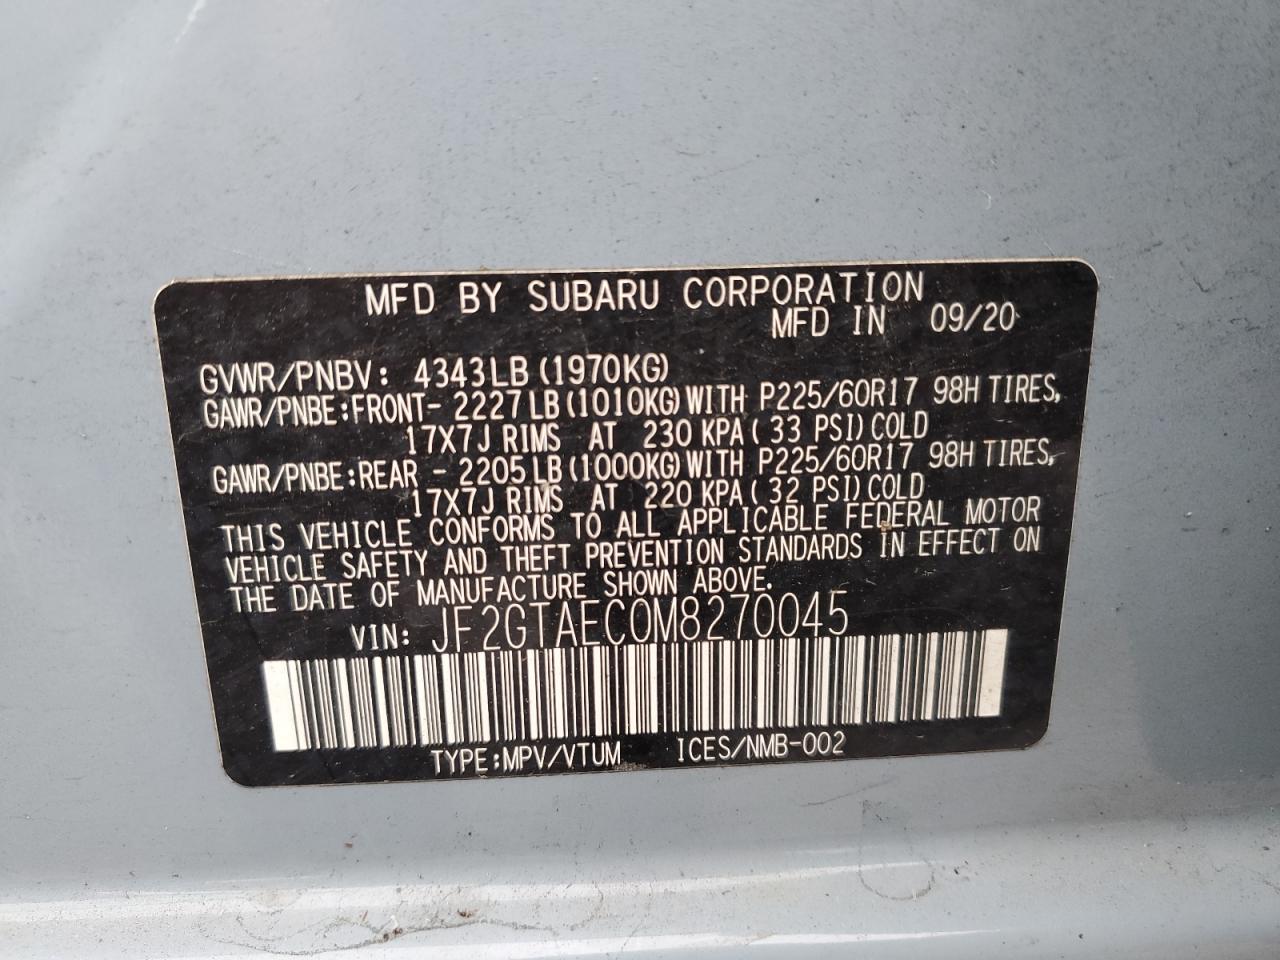 MFD BY SUBARU CORPORATION
MFD IN 09/20
GVWR/PNBV: 4343LB (1970KG)
GAWR/PNBE:FRONT- 2227LB(1010KG)WITH P225/60R17 98H TIRES,
17X7J RIMS AT 230 KPA( 33 PSI)COLD
GAWR/PNBE:REAR - 2205LB(1000KG)WITH P225/60R17 98H TIRES,
17X7J RIMS AT 220 KPA( 32 PSI)COLD
THIS VEHICLE CONFORMS TO ALL APPLICABLE FEDERAL MOTOR
VEHICLE SAFETY AND THEFT PREVENTION STANDARDS IN EFFECT ON
THE DATE OF MANUFACTURE SHOWN ABOVE.
VIN: JF2GTAEC0M8270045
TYPE:MPV/VTUM ICES/NMB-002